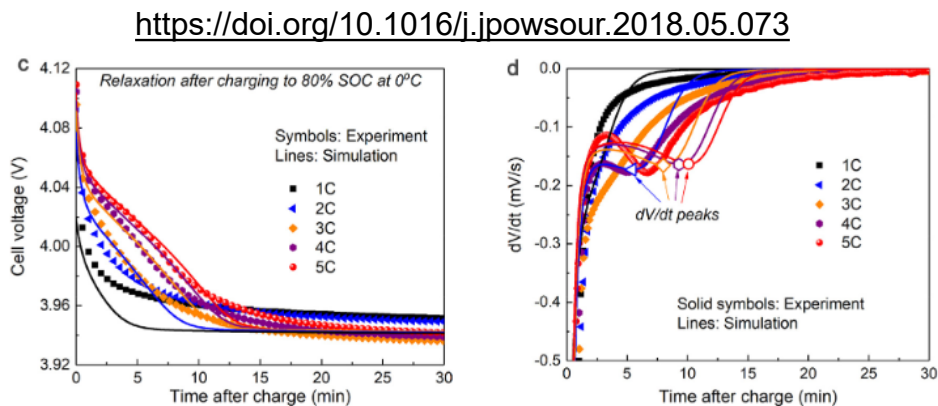 https://doi.org/10.1016/j.jpowsour.2018.05.073
c
Relaxation after charging to 80% SOC at 0°C
Symbols: Experiment
Lines: Simulation
1C
2C
3C
4C
5C
Cell voltage (V)
4.12
4.08
4.04
4.00
3.96
3.92
0 5 10 15 20 25 30
Time after charge (min)
d
dV/dt (mV/s)
0.0
-0.1
-0.2
-0.3
-0.4
-0.5
dV/dt peaks
1C
2C
3C
4C
5C
Solid symbols: Experiment
Lines: Simulation
0 5 10 15 20 25 30
Time after charge (min)